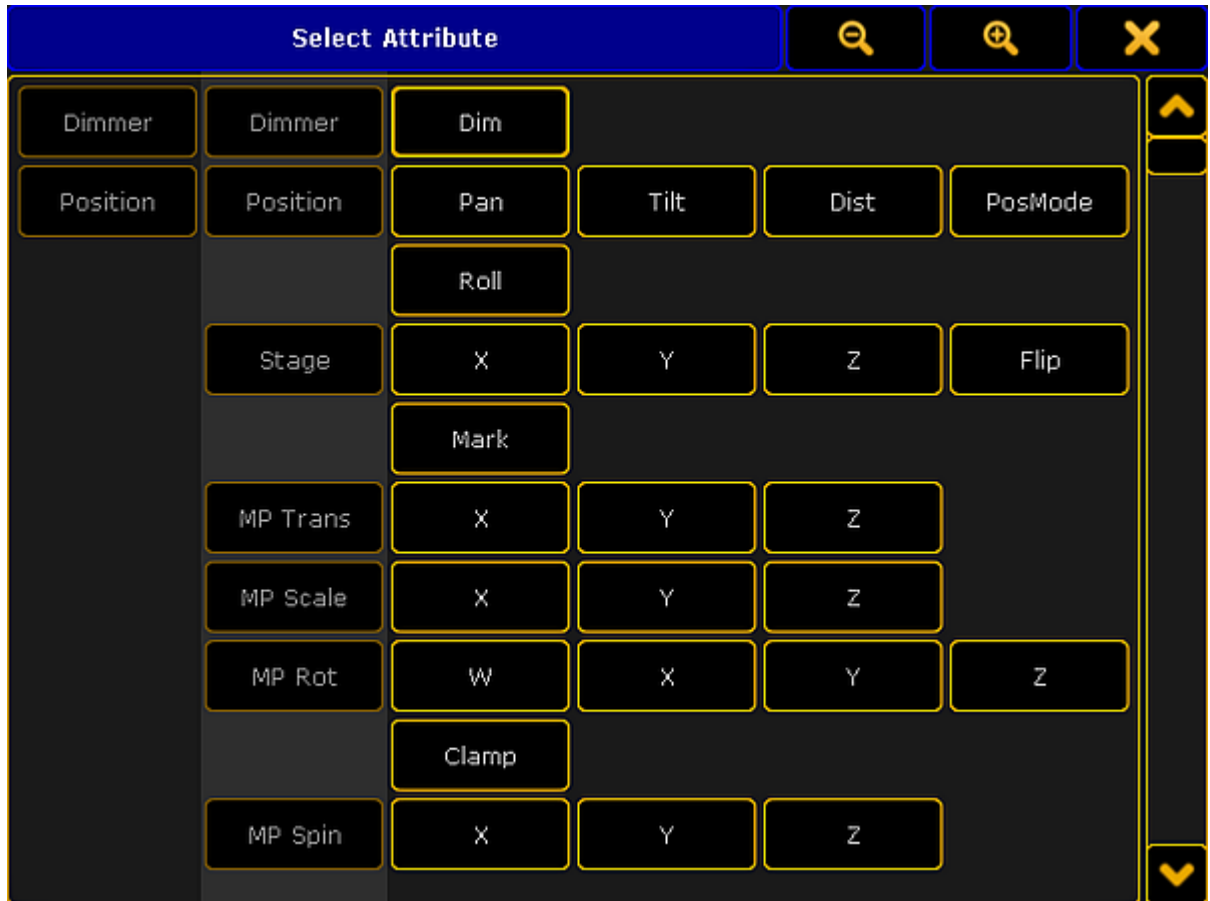 Select Attribute
Dimmer Dimmer Dim
Position Position Pan Tilt Dist PosMode
Roll
Stage X Y Z Flip
Mark
MP Trans X Y Z
MP Scale X Y Z
MP Rot W X Y Z
Clamp
MP Spin X Y Z